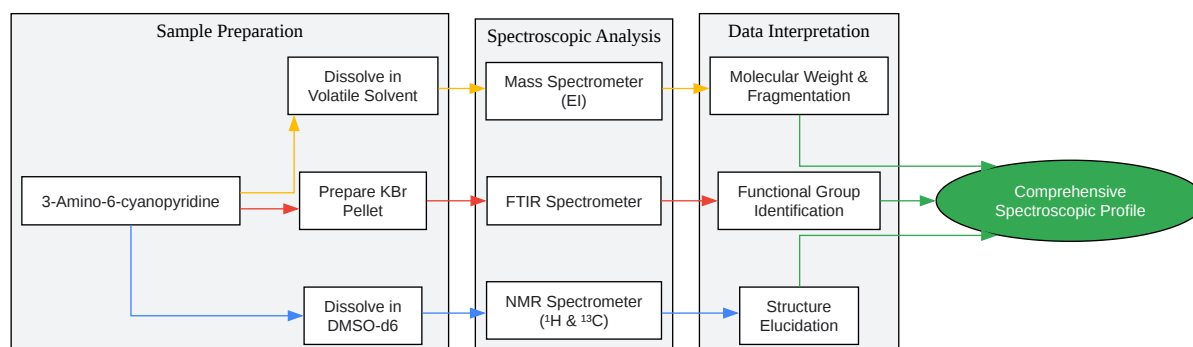 Sample Preparation
Spectroscopic Analysis
Data Interpretation
Dissolve in
Volatile Solvent
Mass Spectrometer
(EI)
Molecular Weight &
Fragmentation
3-Amino-6-cyanopyridine
Prepare KBr
Pellet
FTIR Spectrometer
Functional Group
Identification
Comprehensive
Spectroscopic Profile
Dissolve in
DMSO-d6
NMR Spectrometer
(¹H & ¹³C)
Structure
Elucidation